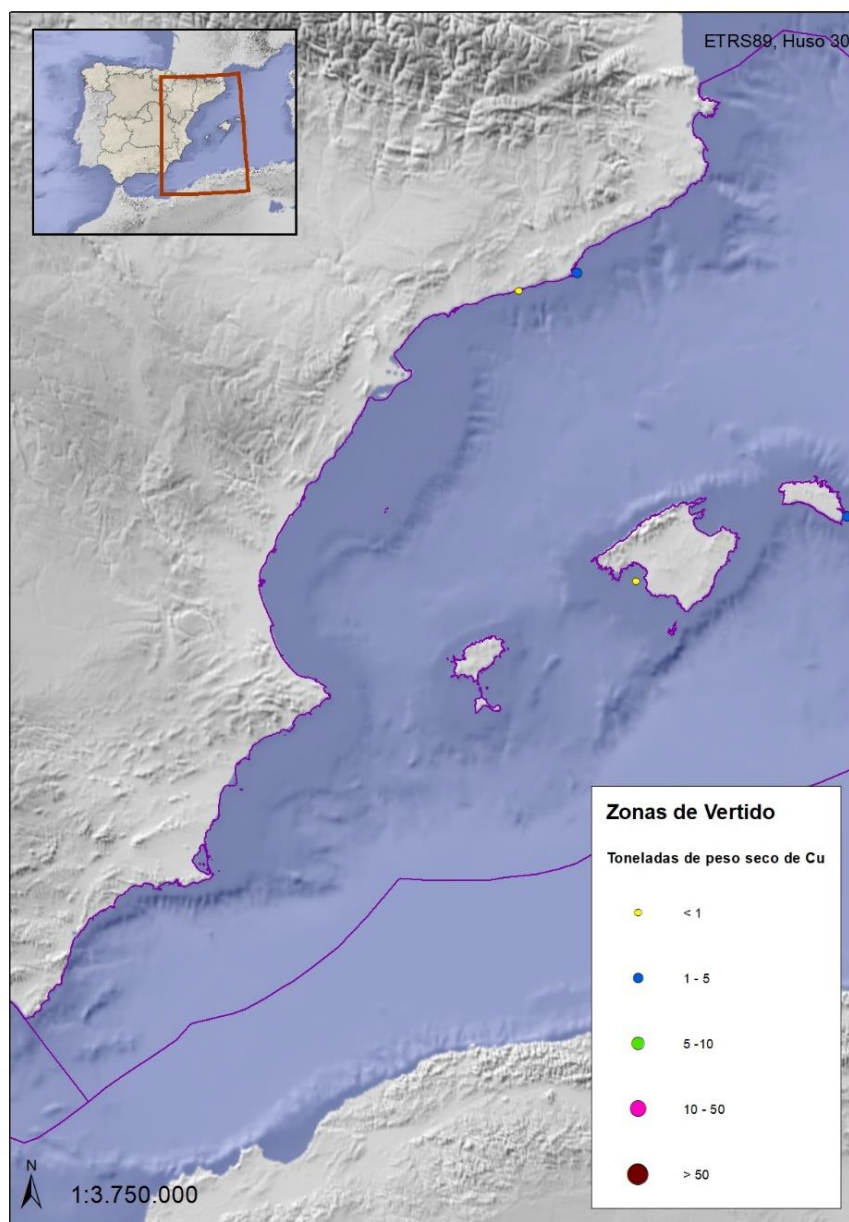 ETRS89, Huso 30
Zonas de Vertido
Toneladas de peso seco de Cu
< 1
1 - 5
5 -10
10 - 50
> 50
N
1:3.750.000